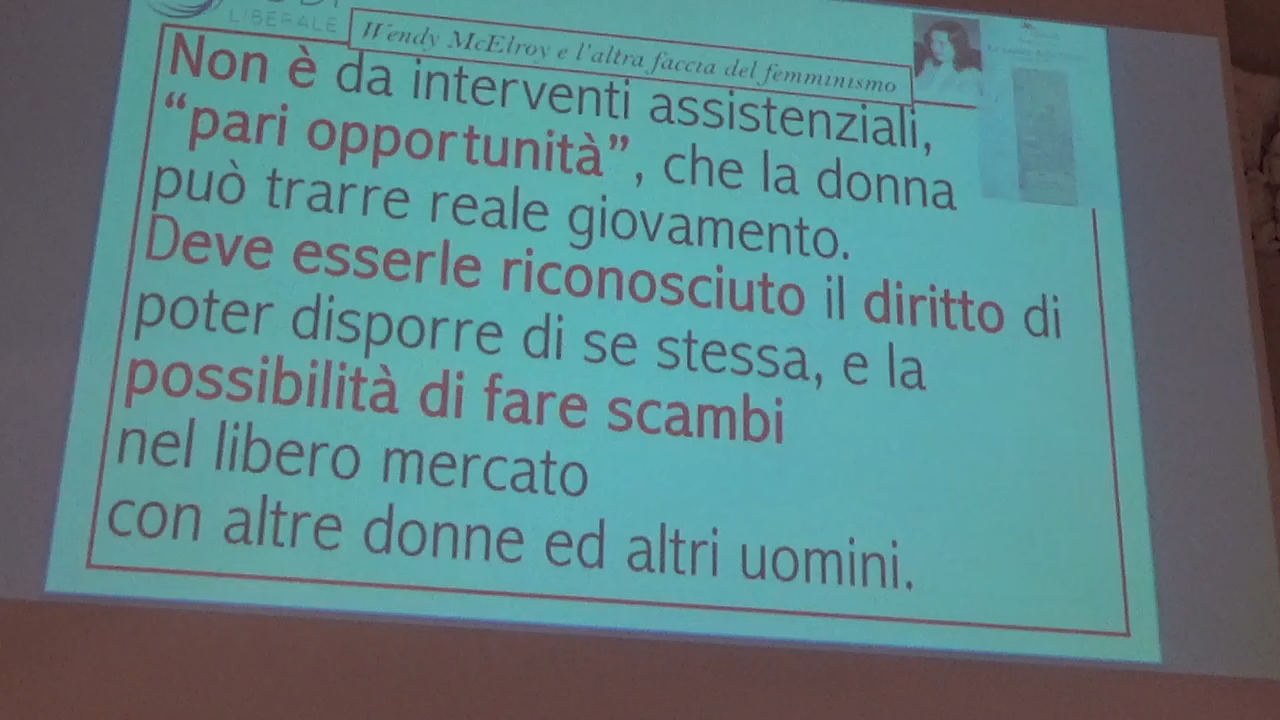 LIBERALE
Wendy McElroy e l'altra faccia del femminismo
Non è da interventi assistenziali,
“pari opportunità”, che la donna
può trarre reale giovamento.
Deve esserle riconosciuto il diritto di
poter disporre di se stessa, e la
possibilità di fare scambi
nel libero mercato
con altre donne ed altri uomini.